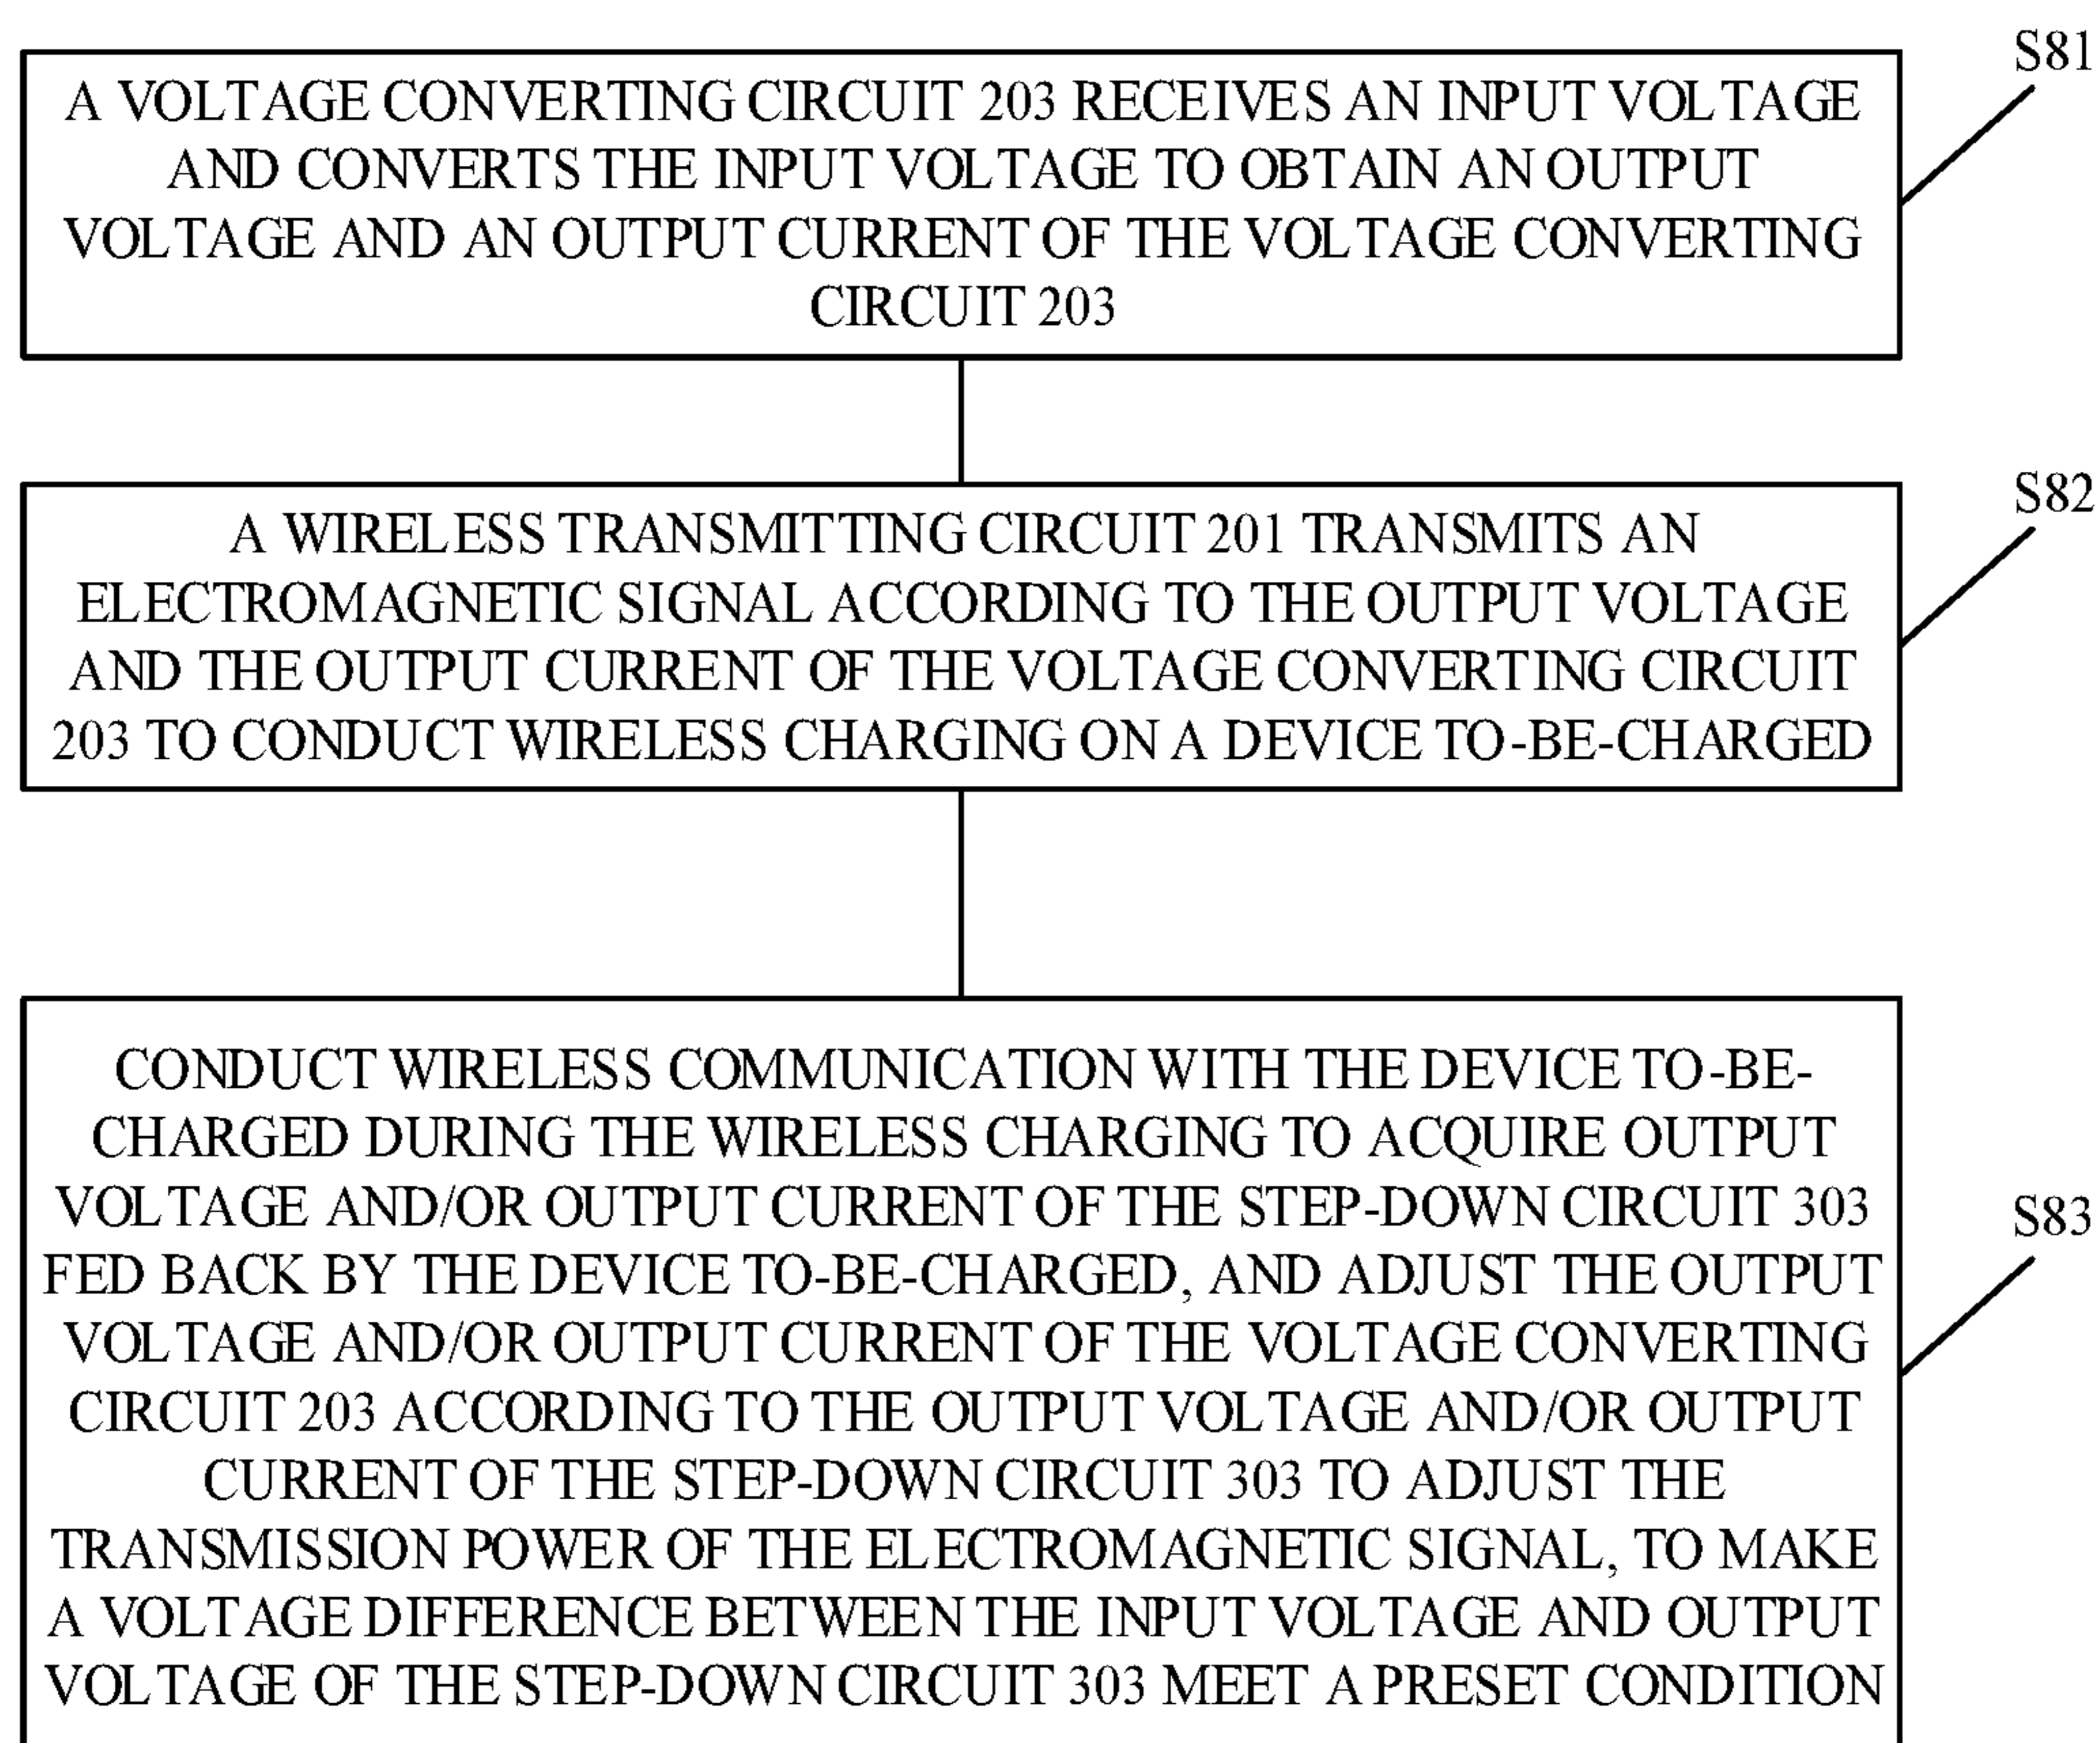 S81
A VOLTAGE CONVERTING CIRCUIT 203 RECEIVES AN INPUT VOLTAGE
AND CONVERTS THE INPUT VOLTAGE TO OBTAIN AN OUTPUT
VOLTAGE AND AN OUTPUT CURRENT OF THE VOLTAGE CONVERTING
CIRCUIT 203
S82
A WIRELESS TRANSMITTING CIRCUIT 201 TRANSMITS AN
ELECTROMAGNETIC SIGNAL ACCORDING TO THE OUTPUT VOLTAGE
AND THE OUTPUT CURRENT OF THE VOLTAGE CONVERTING CIRCUIT
203 TO CONDUCT WIRELESS CHARGING ON A DEVICE TO-BE-CHARGED
S83
CONDUCT WIRELESS COMMUNICATION WITH THE DEVICE TO-BE-
CHARGED DURING THE WIRELESS CHARGING TO ACQUIRE OUTPUT
VOLTAGE AND/OR OUTPUT CURRENT OF THE STEP-DOWN CIRCUIT 303
FED BACK BY THE DEVICE TO-BE-CHARGED, AND ADJUST THE OUTPUT
VOLTAGE AND/OR OUTPUT CURRENT OF THE VOLTAGE CONVERTING
CIRCUIT 203 ACCORDING TO THE OUTPUT VOLTAGE AND/OR OUTPUT
CURRENT OF THE STEP-DOWN CIRCUIT 303 TO ADJUST THE
TRANSMISSION POWER OF THE ELECTROMAGNETIC SIGNAL, TO MAKE
A VOLTAGE DIFFERENCE BETWEEN THE INPUT VOLTAGE AND OUTPUT
VOLTAGE OF THE STEP-DOWN CIRCUIT 303 MEET A PRESET CONDITION